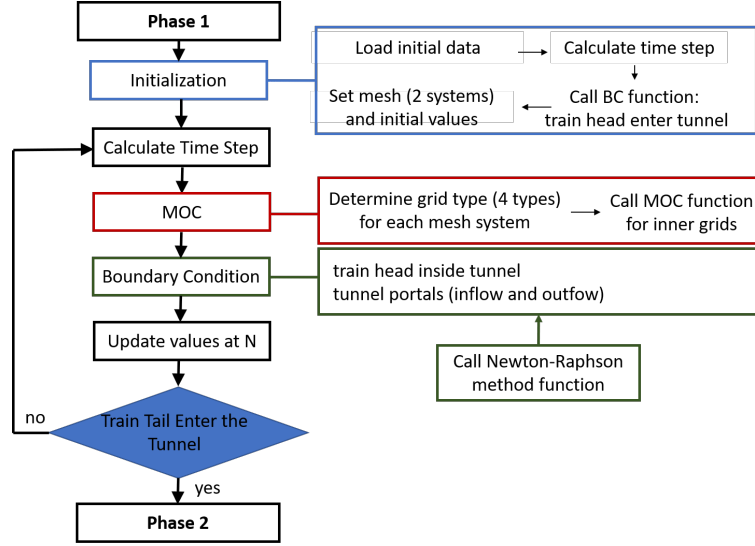 Phase 1
Initialization
Load initial data
Calculate time step
Set mesh (2 systems)
and initial values
Call BC function:
train head enter tunnel
Calculate Time Step
MOC
Determine grid type (4 types)
for each mesh system
Call MOC function
for inner grids
Boundary Condition
train head inside tunnel
tunnel portals (inflow and outfow)
Update values at N
Call Newton-Raphson
method function
no
Train Tail Enter the
Tunnel
yes
Phase 2